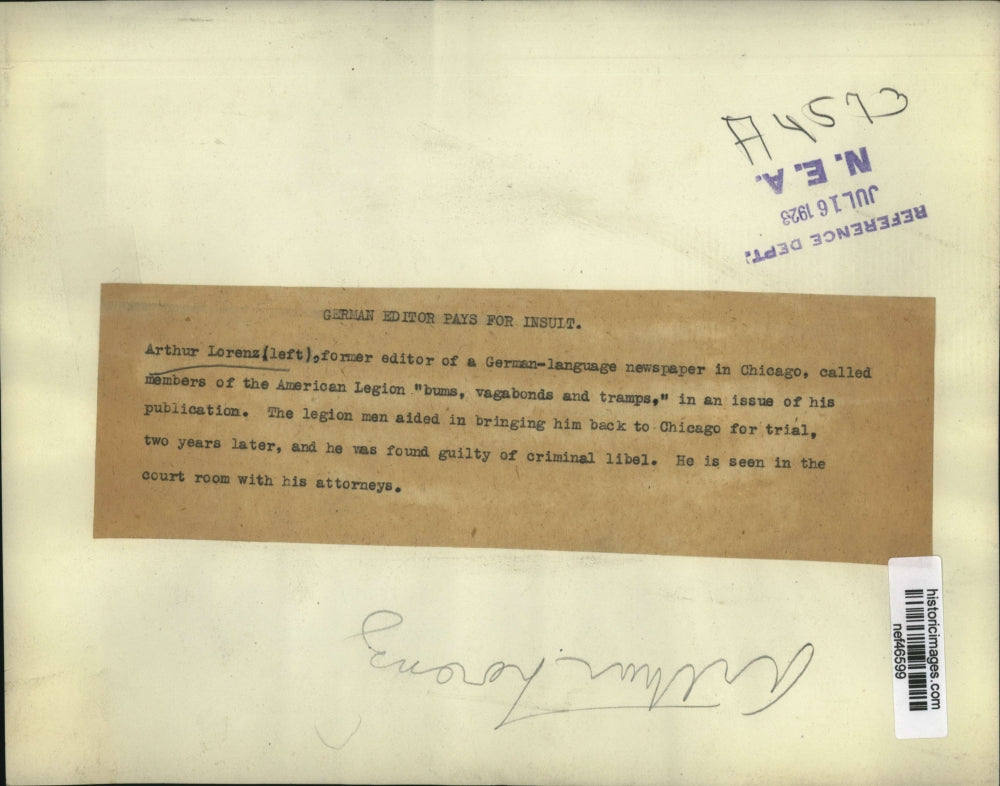 A4573
N. E. A.
JUL 16 1923
REFERENCE DEPT.
GERMAN EDITOR PAYS FOR INSULT.
Arthur Lorenz(left),former editor of a German-language newspaper in Chicago, called
members of the American Legion "bums, vagabonds and tramps," in an issue of his
publication. The legion men aided in bringing him back to Chicago for trial,
two years later, and he was found guilty of criminal libel. He is seen in the
court room with his attorneys.
Arthur Lorenz
historicimages.com
nef46599